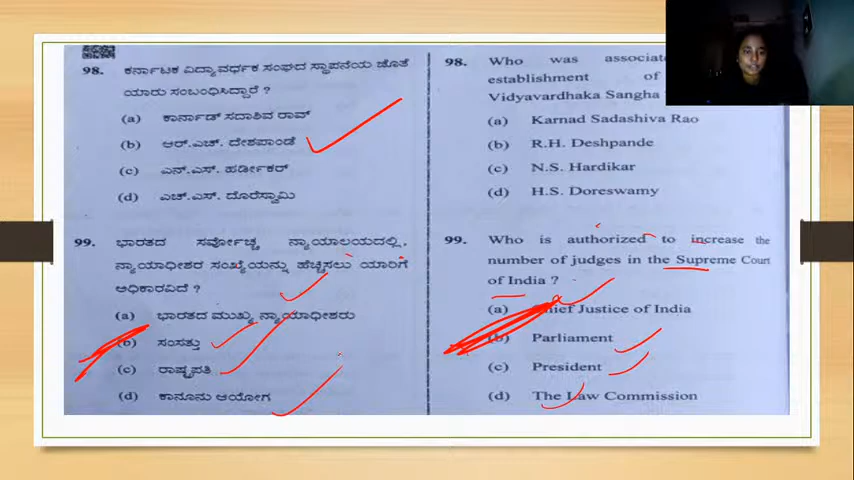 98. ಕರ್ನಾಟಕ ವಿದ್ಯಾವರ್ಧಕ ಸಂಘದ ಸ್ಥಾಪನೆಯ ಜೊತೆ
ಯಾರು ಸಂಬಂಧಿಸಿದ್ದಾರೆ ?
(a) ಕಾರ್ನಾಡ್ ಸದಾಶಿವ ರಾವ್
(b) ಆರ್.ಎಚ್. ದೇಶಪಾಂಡೆ
(c) ಎನ್.ಎಸ್. ಹರ್ಡೀಕರ್
(d) ಎಚ್.ಎಸ್. ದೊರೆಸ್ವಾಮಿ
99. ಭಾರತದ ಸರ್ವೋಚ್ಚ ನ್ಯಾಯಾಲಯದಲ್ಲಿ,
ನ್ಯಾಯಾಧೀಶರ ಸಂಖ್ಯೆಯನ್ನು ಹೆಚ್ಚಿಸಲು ಯಾರಿಗೆ
ಅಧಿಕಾರವಿದೆ ?
(a) ಭಾರತದ ಮುಖ್ಯ ನ್ಯಾಯಾಧೀಶರು
(b) ಸಂಸತ್ತು
(c) ರಾಷ್ಟ್ರಪತಿ
(d) ಕಾನೂನು ಆಯೋಗ
98. Who was
establishment of
Vidyavardhaka Sangha
(a) Karnad Sadashiva Rao
(b) R.H. Deshpande
(c) N.S. Hardikar
(d) H.S. Doreswamy
99. Who is authorized to increase the
number of judges in the Supreme Court
of India ?
(a) Chief Justice of India
(b) Parliament
(c) President
(d) The Law Commission